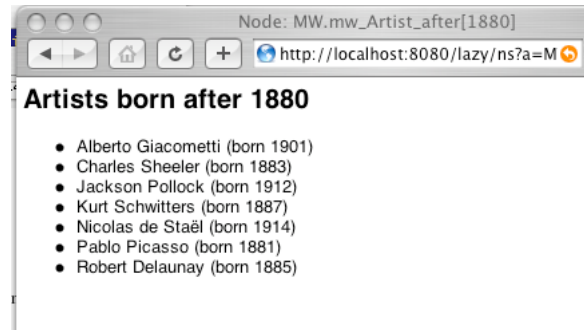 Node: MW.mw_Artist_after[1880]
http://localhost:8080/lazy/ns?a=M
Artists born after 1880
• Alberto Giacometti (born 1901)
• Charles Sheeler (born 1883)
• Jackson Pollock (born 1912)
• Kurt Schwitters (born 1887)
• Nicolas de Staël (born 1914)
• Pablo Picasso (born 1881)
• Robert Delaunay (born 1885)